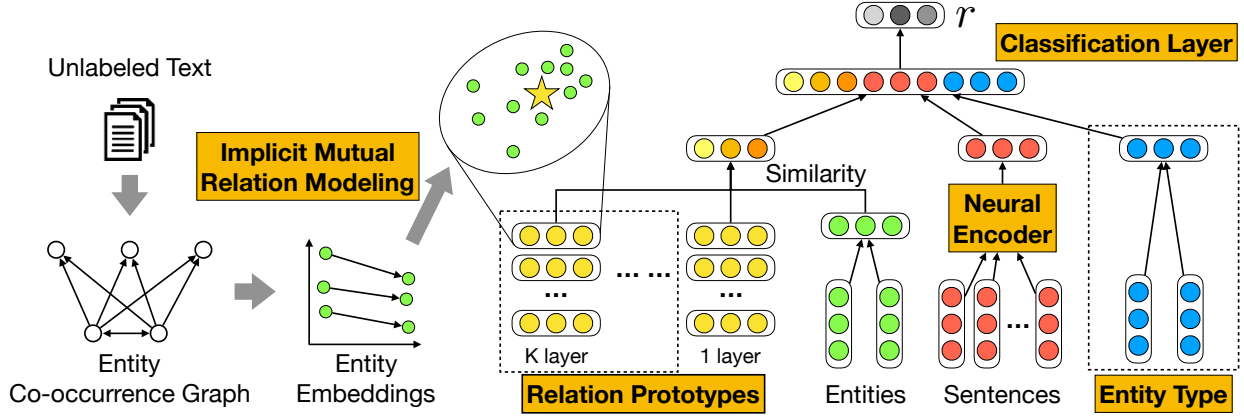 r
Classification Layer
Unlabeled Text
Implicit Mutual
Relation Modeling
Similarity
Neural
Encoder
... ...
...
...
...
K layer
1 layer
Entity
Co-occurrence Graph
Entity
Embeddings
Relation Prototypes
Entities
Sentences
Entity Type